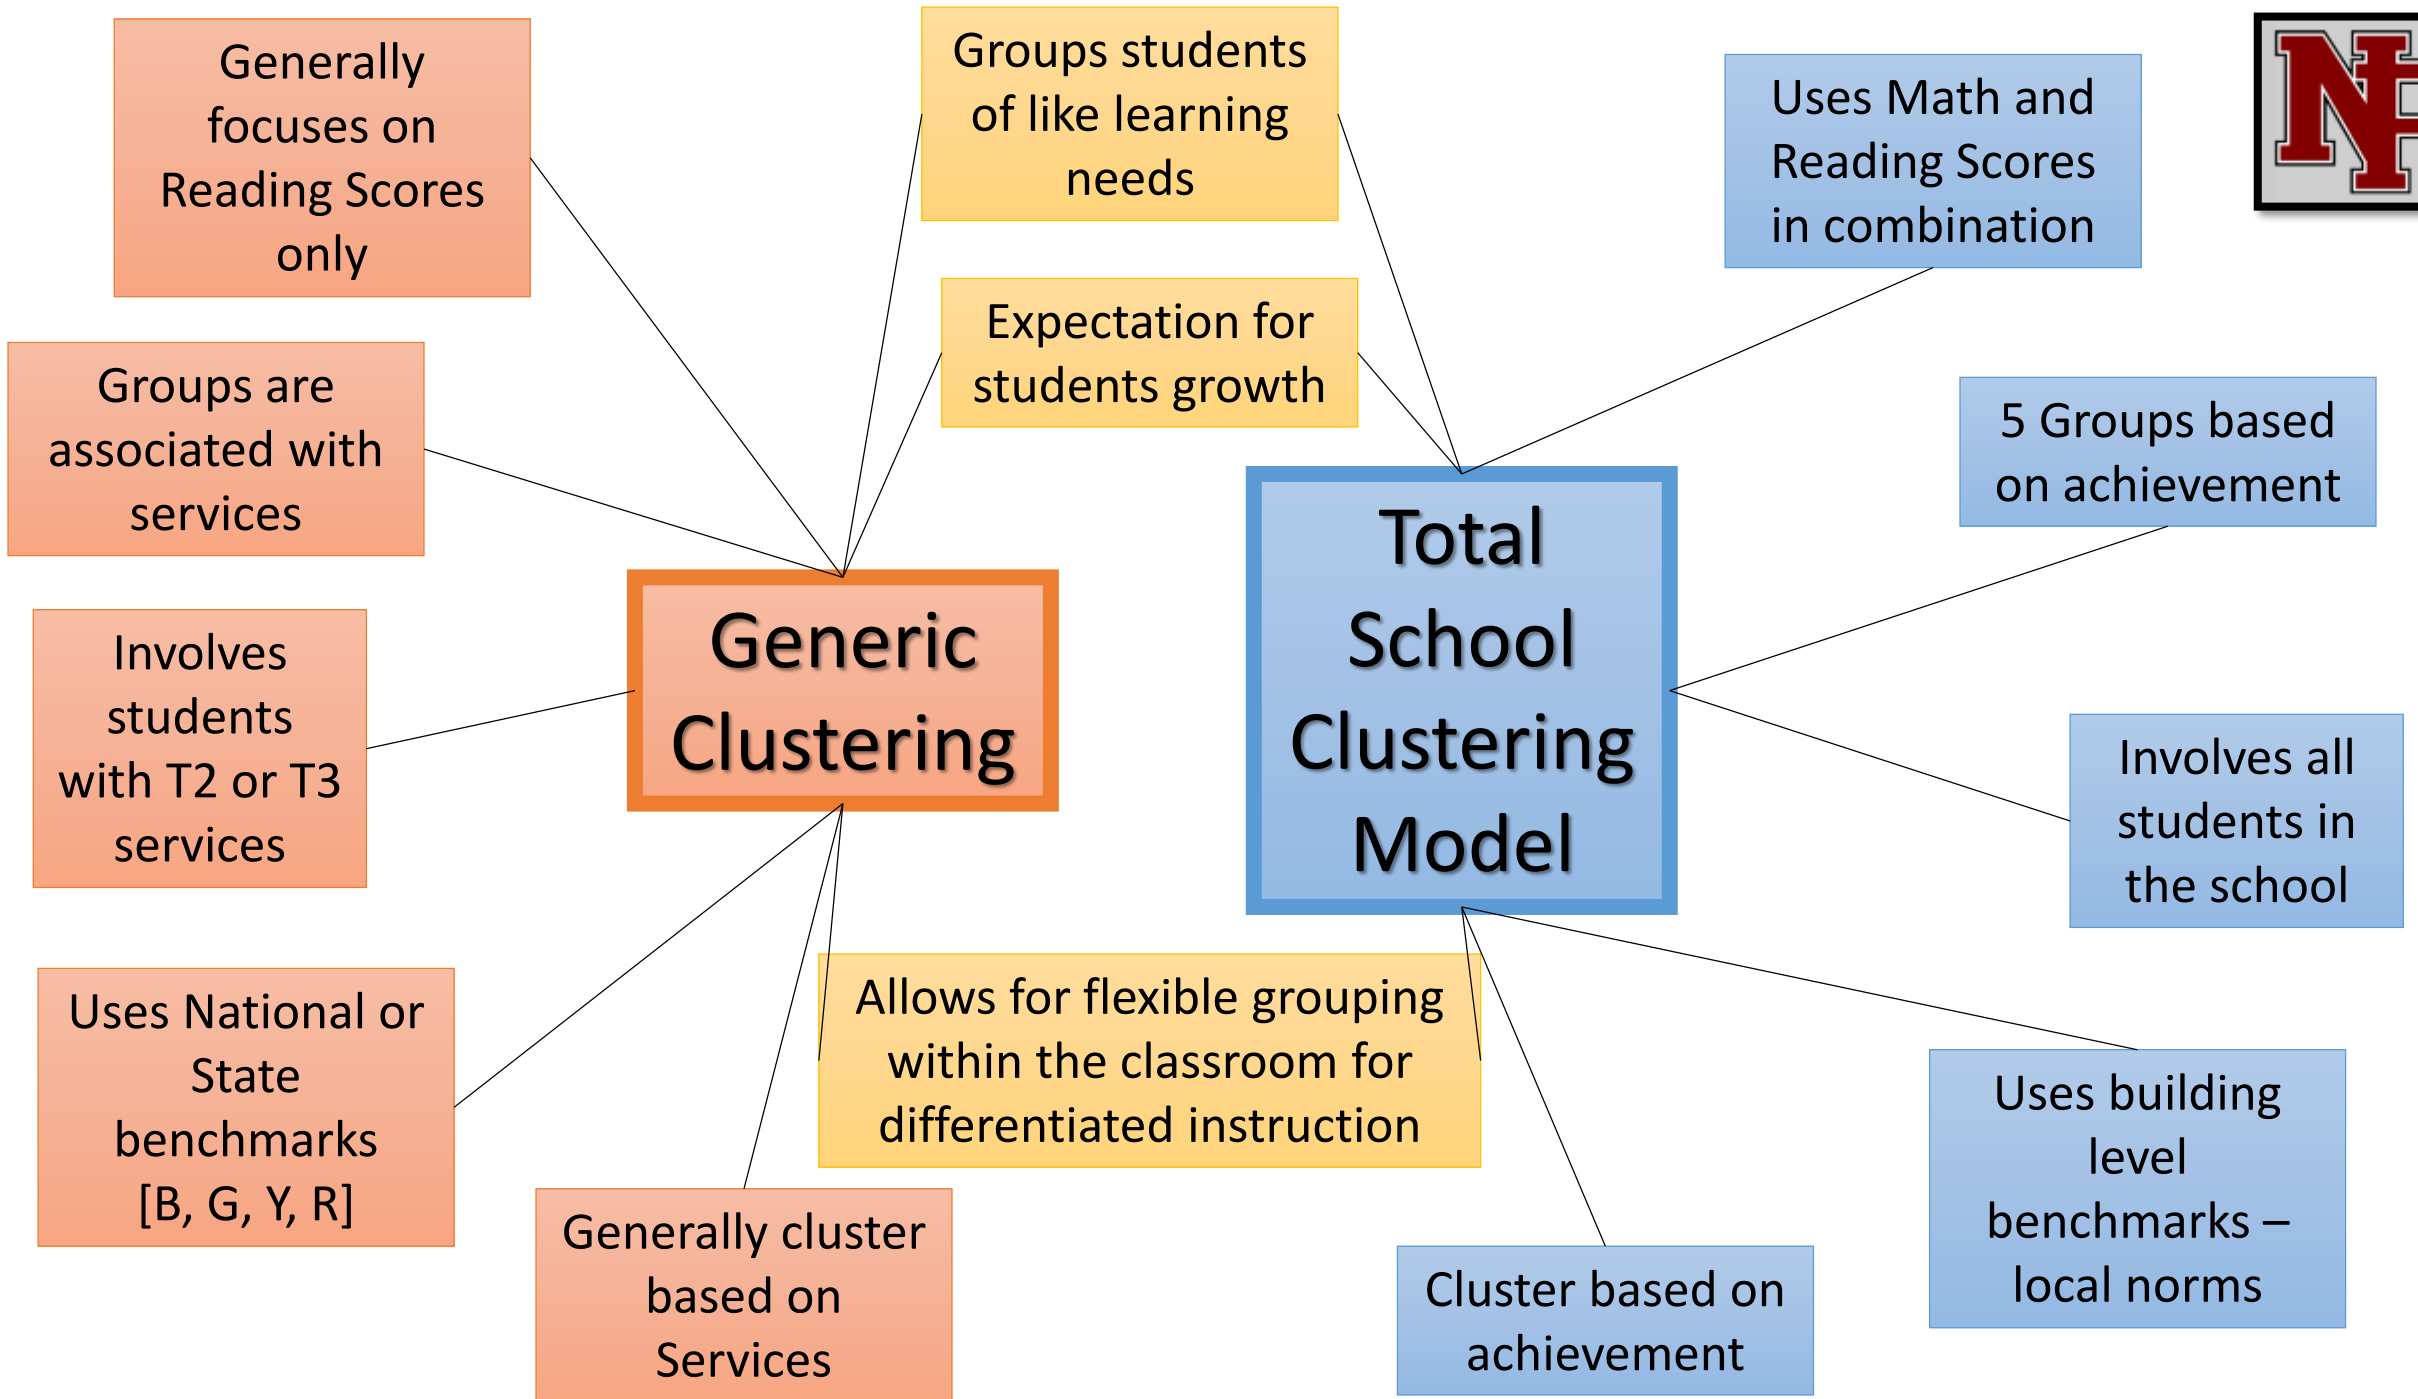 Generally
focuses on
Reading Scores
only
Groups students
of like learning
needs
Uses Math and
Reading Scores
in combination
Expectation for
students growth
Groups are
associated with
services
5 Groups based
on achievement
Generic
Clustering
Total
School
Clustering
Model
Involves
students
with T2 or T3
services
Involves all
students in
the school
Uses National or
State
benchmarks
[B, G, Y, R]
Allows for flexible grouping
within the classroom for
differentiated instruction
Uses building
level
benchmarks –
local norms
Generally cluster
based on
Services
Cluster based on
achievement